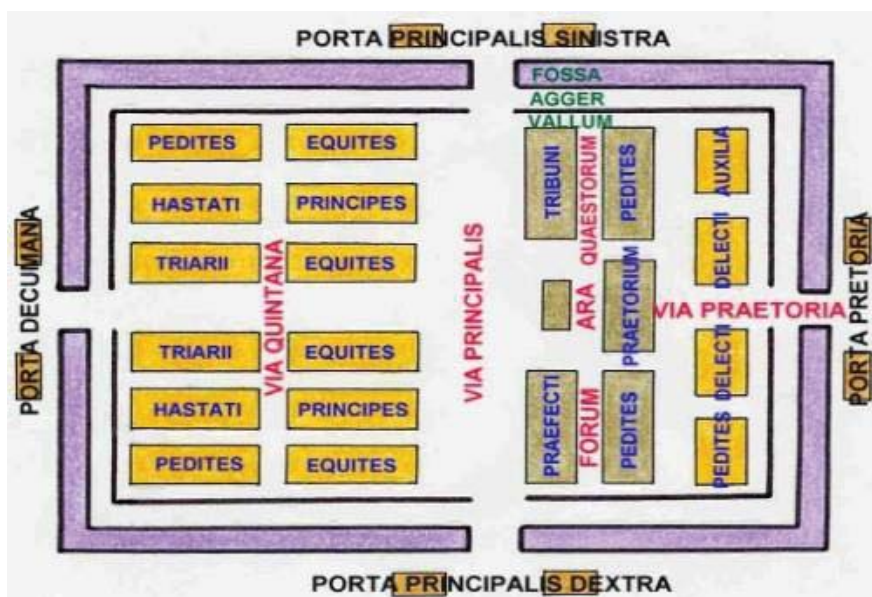 PORTA PRINCIPALIS SINISTRA
FOSSA
AGGER
VALLUM
PEDITES
EQUITES
HASTATI
PRINCIPES
TRIARII
EQUITES
TRIARII
EQUITES
HASTATI
PRINCIPES
PEDITES
EQUITES
PORTA DECUMANA
VIA QUINTANA
VIA PRINCIPALIS
TRIBUNI
QUAESTORUM
PEDITES
AUXILIA
DELECTI
ARA
PRAETORIUM
VIA PRAETORIA
PORTA PRETORIA
PRAEFECTI
FORUM
PEDITES
DELECTI
PEDITES
PORTA PRINCIPALIS DEXTRA